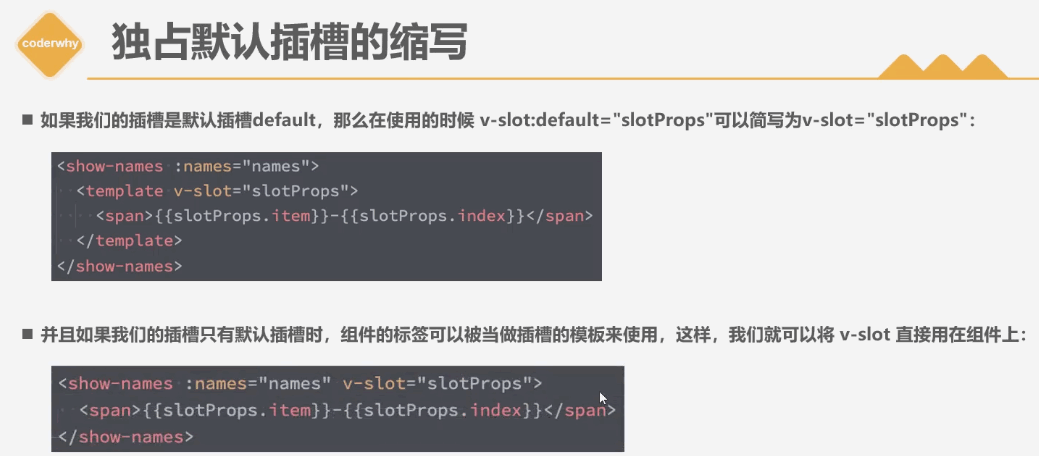 coderwhy
独占默认插槽的缩写
■ 如果我们的插槽是默认插槽default，那么在使用的时候 v-slot:default="slotProps"可以简写为v-slot="slotProps"：
<show-names :names="names">
<template v-slot="slotProps">
<span>{{slotProps.item}}-{{slotProps.index}}</span>
</template>
</show-names>
■ 并且如果我们的插槽只有默认插槽时，组件的标签可以被当做插槽的模板来使用，这样，我们就可以将 v-slot 直接用在组件上：
<show-names :names="names" v-slot="slotProps">
<span>{{slotProps.item}}-{{slotProps.index}}</span>
</show-names>